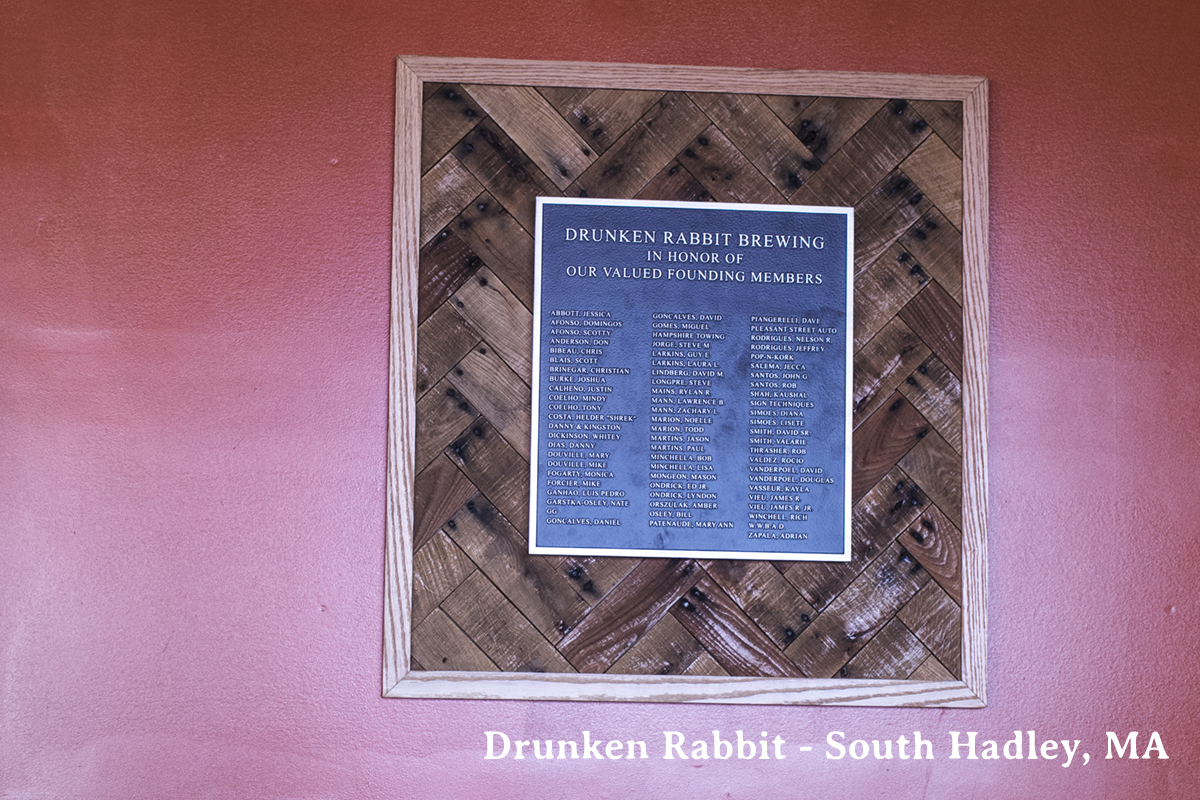 DRUNKEN RABBIT BREWING
IN HONOR OF
OUR VALUED FOUNDING MEMBERS
ABBOTT, JESSICA
AFONSO, DOMINGOS
AFONSO, SCOTTY
ANDERSON, DON
BIBEAU, CHRIS
BLAIS, SCOTT
BRINEGAR, CHRISTIAN
BURKE, JOSHUA
CALHENO, JUSTIN
COELHO, MINDY
COELHO, TONY
COSTA, HELDER "SHREK"
DANNY & KINGSTON
DICKINSON, WHITEY
DIAS, DANNY
DOUVILLE, MARY
DOUVILLE, MIKE
FOGARTY, MONICA
FORCIER, MIKE
GANHAO, LUIS PEDRO
GARSTKA-OSLEY, NATE
GG
GONCALVES, DANIEL
GONCALVES, DAVID
GOMES, MIGUEL
HAMPSHIRE TOWING
JORGE, STEVE M
LARKINS, GUY E
LARKINS, LAURA L
LINDBERG, DAVID M
LONGPRE, STEVE
MAINS, RYLAN R
MANN, LAWRENCE B
MANN, ZACHARY L
MARION, NOELLE
MARION, TODD
MARTINS, JASON
MARTINS, PAUL
MINCHELLA, BOB
MINCHELLA, LISA
MONGEON, MASON
ONDRICK, ED JR
ONDRICK, LYNDON
ORSZULAK, AMBER
OSLEY, BILL
PATENAUDE, MARY ANN
PIANGERELLI, DAVE
PLEASANT STREET AUTO
RODRIGUES, NELSON R
RODRIGUES, JEFFREY
POP-N-KORK
SALEMA, JECCA
SANTOS, JOHN G
SANTOS, ROB
SHAH, KAUSHAL
SIGN TECHNIQUES
SIMOES, DIANA
SIMOES, LISETE
SMITH, DAVID SR
SMITH, VALARIE
THRASHER, ROB
VALDEZ, ROCIO
VANDERPOEL, DAVID
VANDERPOEL, DOUGLAS
VASSEUR, KAYLA
VIEU, JAMES R
VIEU, JAMES R JR
WINCHELL, RICH
W.W.B.A.D
ZAPALA, ADRIAN
Drunken Rabbit - South Hadley, MA